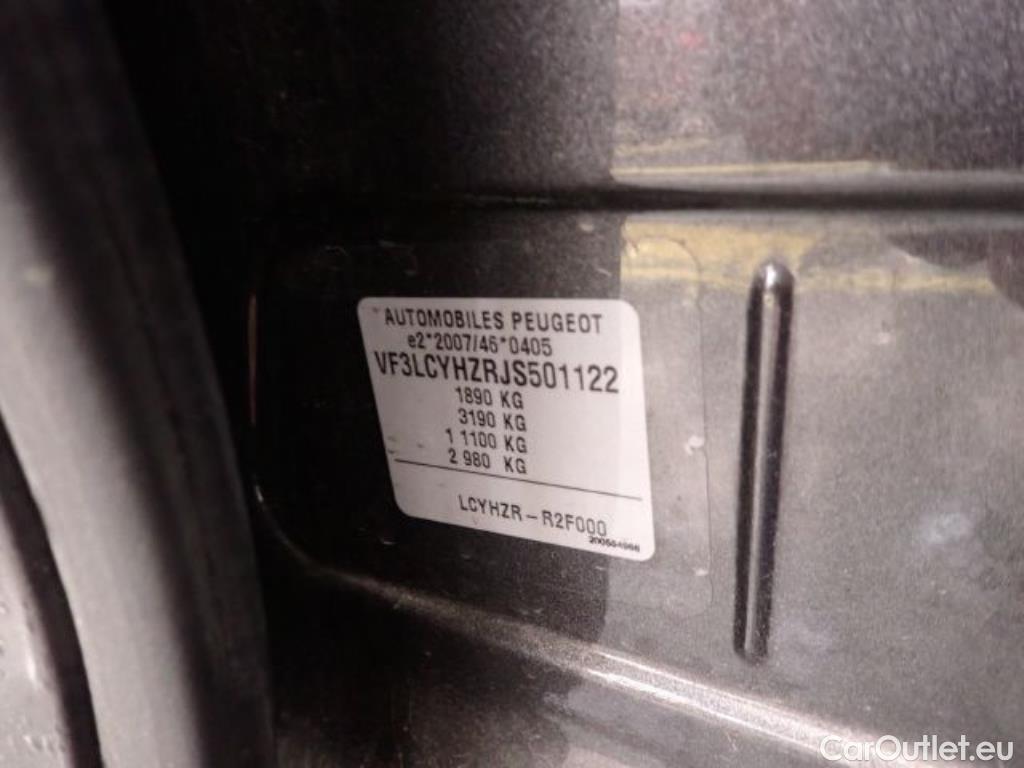 AUTOMOBILES PEUGEOT
e2*2007/46*0405
VF3LCYHZRJS501122
1890 KG
3190 KG
1 1100 KG
2 980 KG
LCYHZR-R2F000
CarOutlet.eu